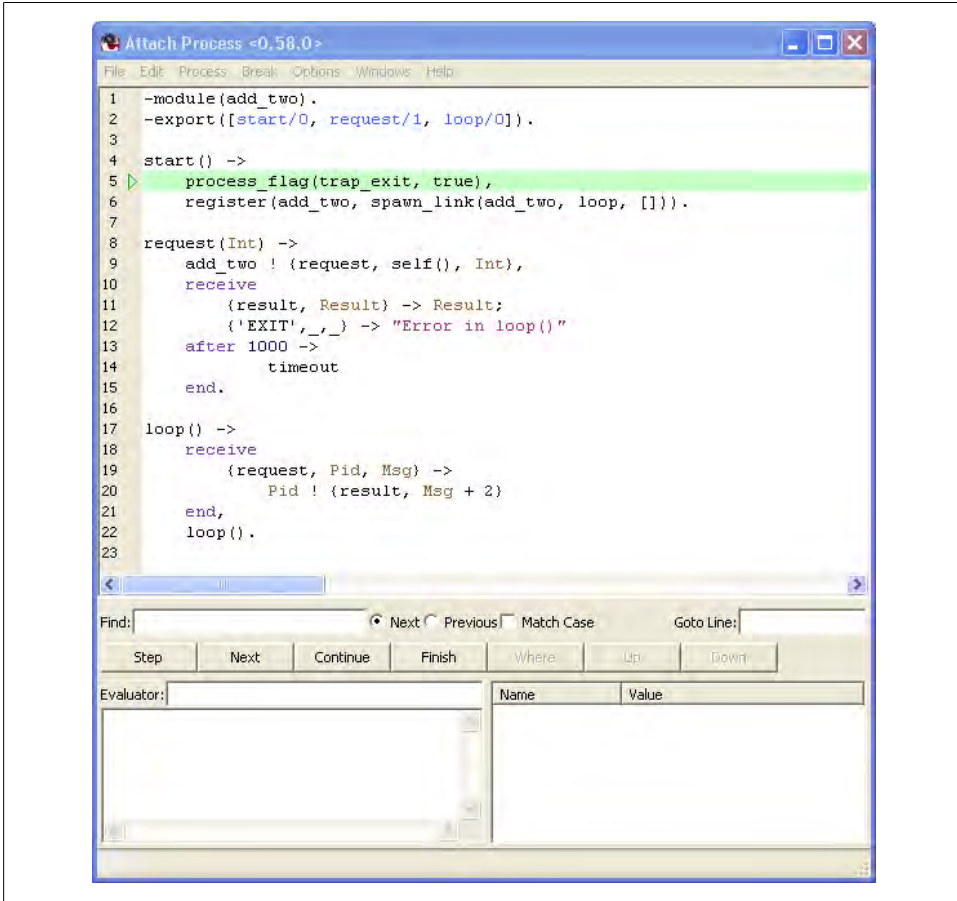 Attach Process <0.58.0>
File Edit Process Break Options Windows Help
1 -module(add_two).
2 -export([start/0, request/1, loop/0]).
3
4 start() ->
5     process_flag(trap_exit, true),
6     register(add_two, spawn_link(add_two, loop, [])).
7
8 request(Int) ->
9     add_two ! {request, self(), Int},
10     receive
11         {result, Result} -> Result;
12         {'EXIT',_,_} -> "Error in loop()"
13     after 1000 ->
14             timeout
15     end.
16
17 loop() ->
18     receive
19         {request, Pid, Msg} ->
20             Pid ! {result, Msg + 2}
21     end,
22     loop().
23
Find: Next Previous Match Case Goto Line:
Step Next Continue Finish Where Up Down
Evaluator: Name Value